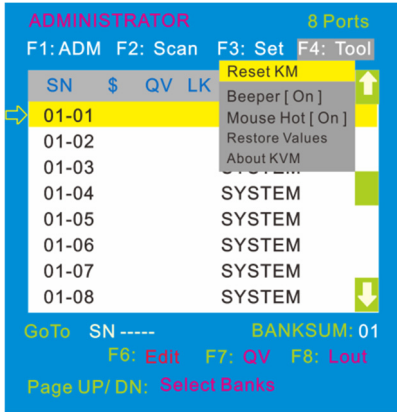 ADMINISTRATOR 8 Ports
F1: ADM F2: Scan F3: Set F4: Tool
SN $ QV LK
Reset KM
Beeper [ On ]
Mouse Hot [ On ]
Restore Values
About KVM
01-01
01-02
01-03
01-04 SYSTEM
01-05 SYSTEM
01-06 SYSTEM
01-07 SYSTEM
01-08 SYSTEM
GoTo SN ----- BANKSUM: 01
F6: Edit F7: QV F8: Lout
Page UP/ DN: Select Banks